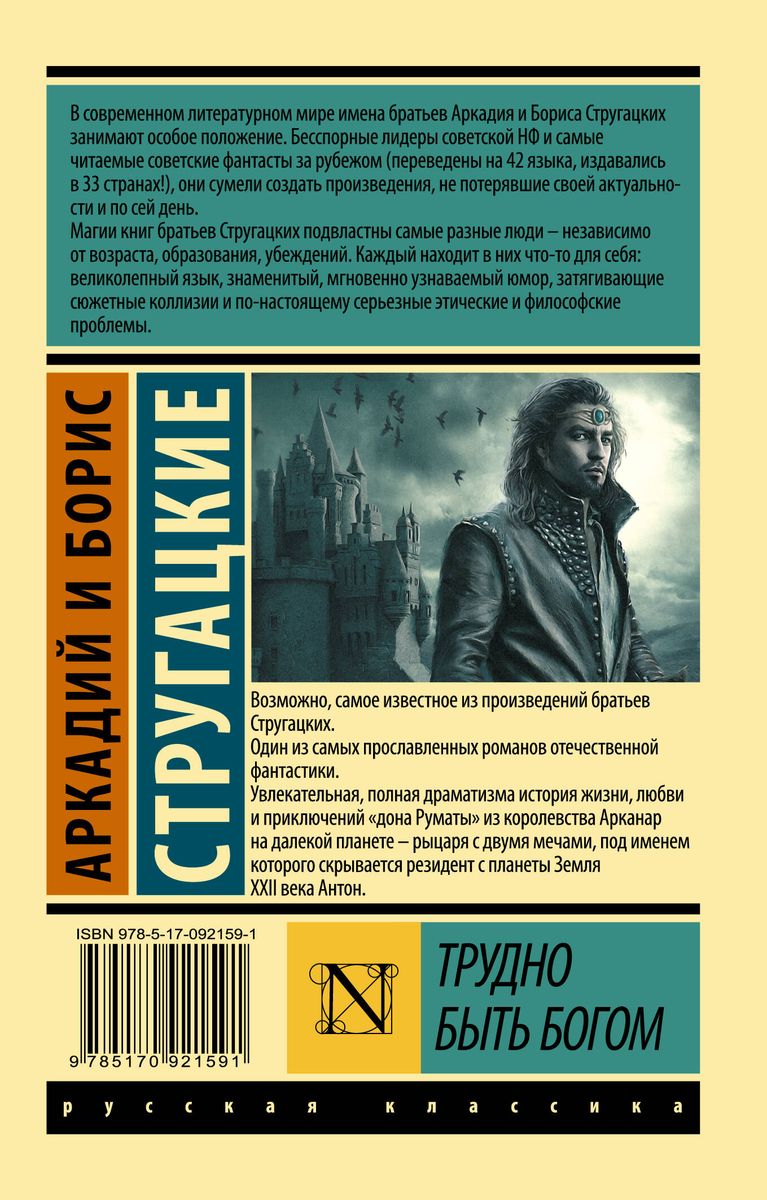 В современном литературном мире имена братьев Аркадия и Бориса Стругацких
занимают особое положение. Бесспорные лидеры советской НФ и самые
читаемые советские фантасты за рубежом (переведены на 42 языка, издавались
в 33 странах!), они сумели создать произведения, не потерявшие своей актуально-
сти и по сей день.
Магии книг братьев Стругацких подвластны самые разные люди – независимо
от возраста, образования, убеждений. Каждый находит в них что-то для себя:
великолепный язык, знаменитый, мгновенно узнаваемый юмор, затягивающие
сюжетные коллизии и по-настоящему серьезные этические и философские
проблемы.
АРКАДИЙ И БОРИС
СТРУГАЦКИЕ
Возможно, самое известное из произведений братьев
Стругацких.
Один из самых прославленных романов отечественной
фантастики.
Увлекательная, полная драматизма история жизни, любви
и приключений «дона Руматы» из королевства Арканар
на далекой планете – рыцаря с двумя мечами, под именем
которого скрывается резидент с планеты Земля
XXII века Антон.
ISBN 978-5-17-092159-1
9 785170 921591
N
ТРУДНО
БЫТЬ БОГОМ
русская классика